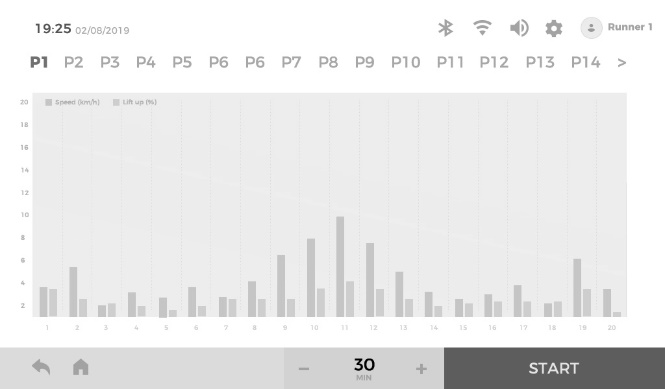 19:25 02/08/2019
Runner 1
P1 P2 P3 P4 P5 P6 P6 P7 P8 P9 P10 P11 P12 P13 P14 >
Speed (km/h) Lift up (%)
20
18
16
14
12
10
8
6
4
2
1 2 3 4 5 6 7 8 9 10 11 12 13 14 15 16 17 18 19 20
− 30 +
MIN
START